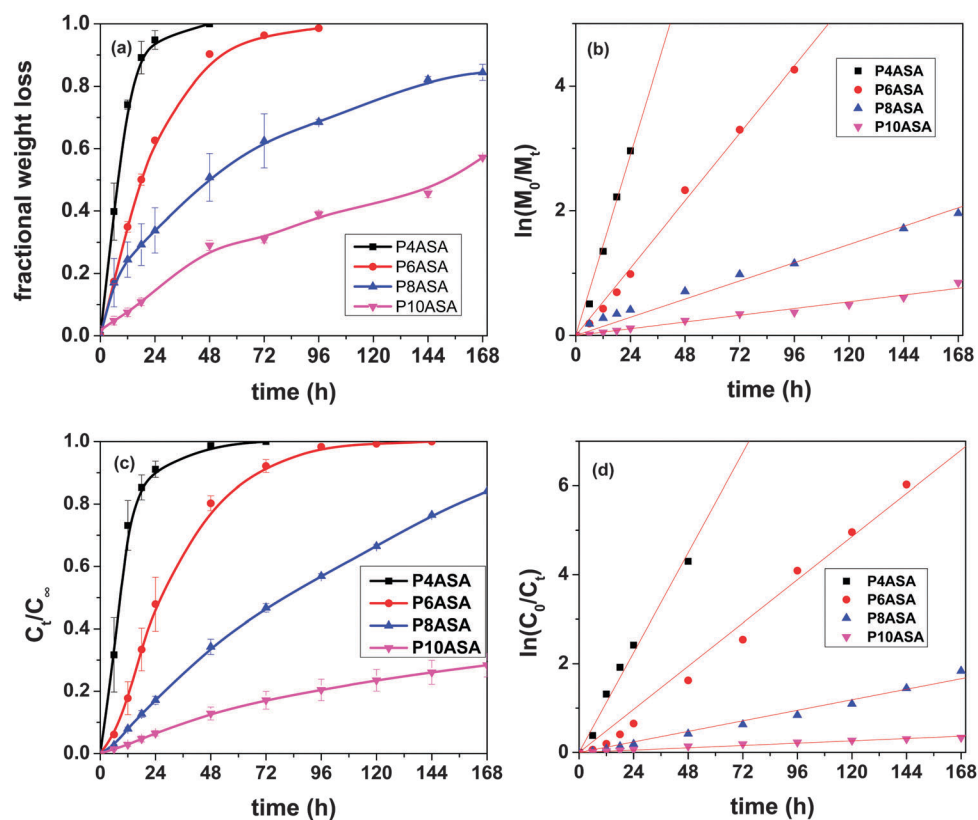 (a)
fractional weight loss
1.0
0.8
0.6
0.4
0.2
0.0
P4ASA
P6ASA
P8ASA
P10ASA
0 24 48 72 96 144 168
time (h)
(b)
ln(M₀/Mₜ)
4
2
0
P4ASA
P6ASA
P8ASA
P10ASA
0 24 48 72 96 120 144 168
time (h)
(c)
Cₜ/C∞
1.0
0.8
0.6
0.4
0.2
0.0
P4ASA
P6ASA
P8ASA
P10ASA
0 24 48 72 96 120 144 168
time (h)
(d)
ln(C₀/Cₜ)
6
4
2
0
P4ASA
P6ASA
P8ASA
P10ASA
0 24 48 72 96 120 144 168
time (h)